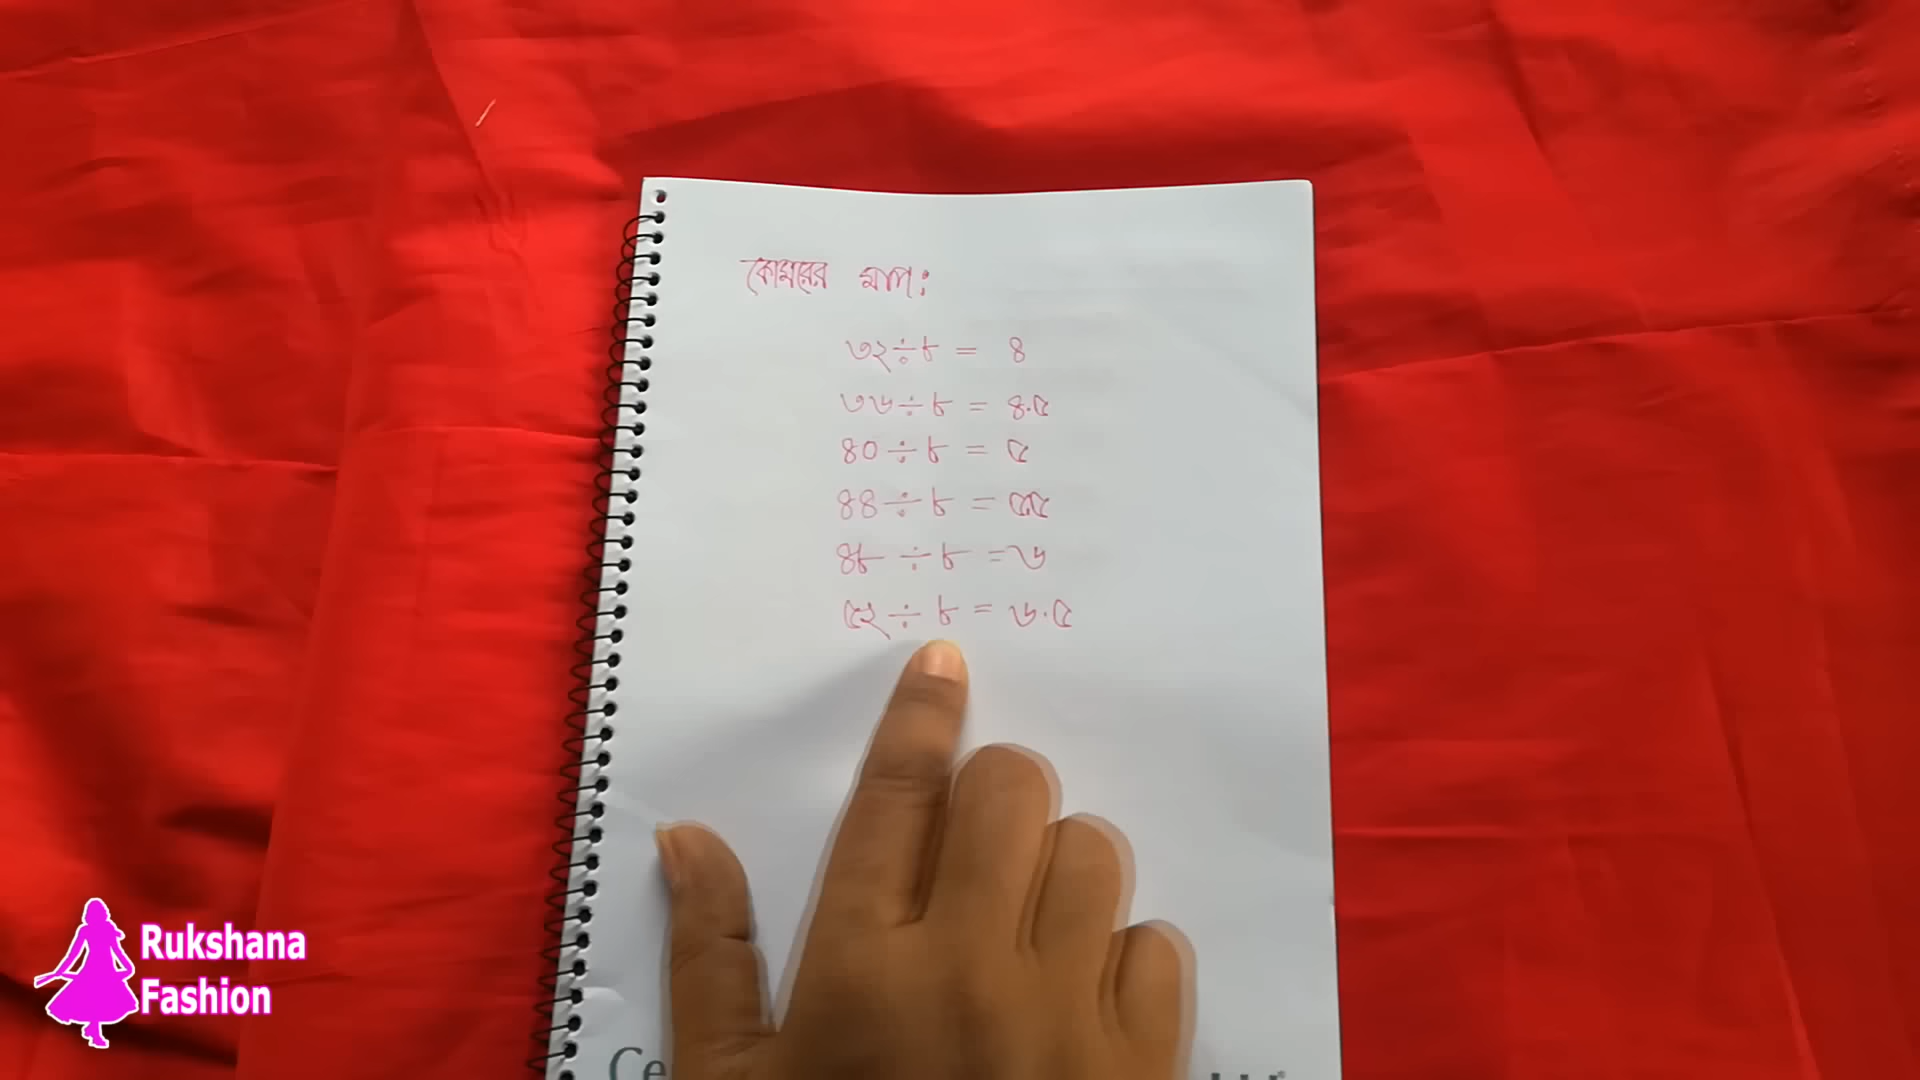 কোমরের মাপ:
৩২÷৮ = ৪
৩৬÷৮ = ৪.৫
৪০÷৮ = ৫
৪৪÷৮ = ৫.৫
৪৮÷৮ =৬
৫২÷৮ = ৬.৫
Rukshana
Fashion